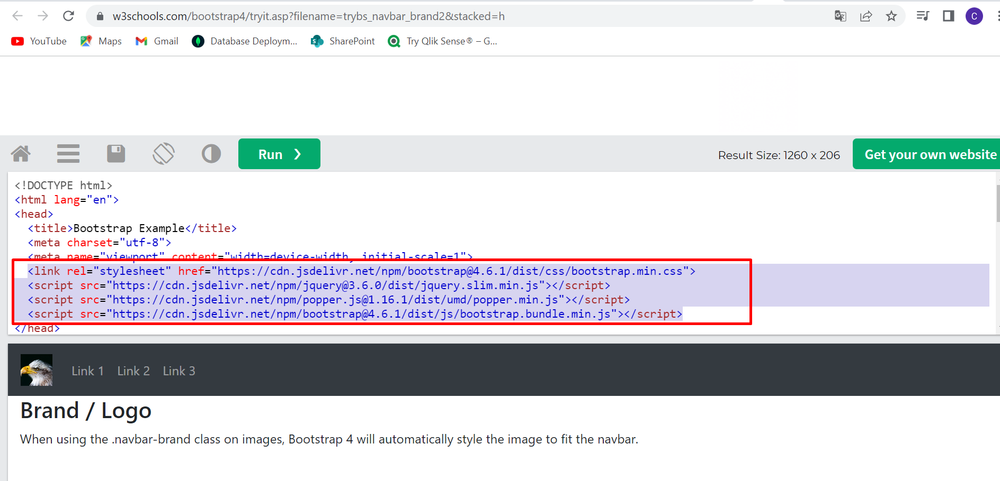 w3schools.com/bootstrap4/tryit.asp?filename=trybs_navbar_brand2&stacked=h
C
YouTube Maps Gmail Database Deploym... SharePoint Try Qlik Sense® – G...
Run ❯ Result Size: 1260 x 206 Get your own website
<!DOCTYPE html>
<html lang="en">
<head>
<title>Bootstrap Example</title>
<meta charset="utf-8">
<meta name="viewport" content="width=device-width, initial-scale=1">
<link rel="stylesheet" href="https://cdn.jsdelivr.net/npm/bootstrap@4.6.1/dist/css/bootstrap.min.css">
<script src="https://cdn.jsdelivr.net/npm/jquery@3.6.0/dist/jquery.slim.min.js"></script>
<script src="https://cdn.jsdelivr.net/npm/popper.js@1.16.1/dist/umd/popper.min.js"></script>
<script src="https://cdn.jsdelivr.net/npm/bootstrap@4.6.1/dist/js/bootstrap.bundle.min.js"></script>
</head>
Link 1 Link 2 Link 3
Brand / Logo
When using the .navbar-brand class on images, Bootstrap 4 will automatically style the image to fit the navbar.